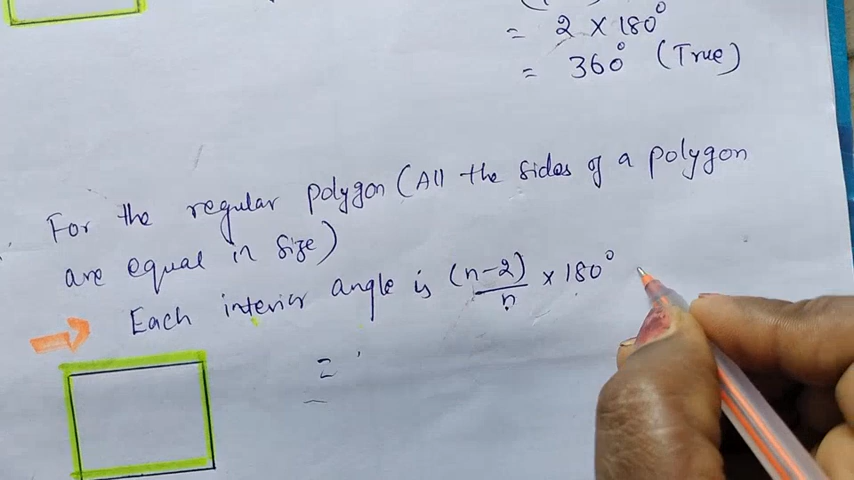 = 2 × 180°
= 360° (True)
For the regular polygon (All the sides of a polygon
are equal in size)
Each interior angle is (n-2)/n × 180°
=